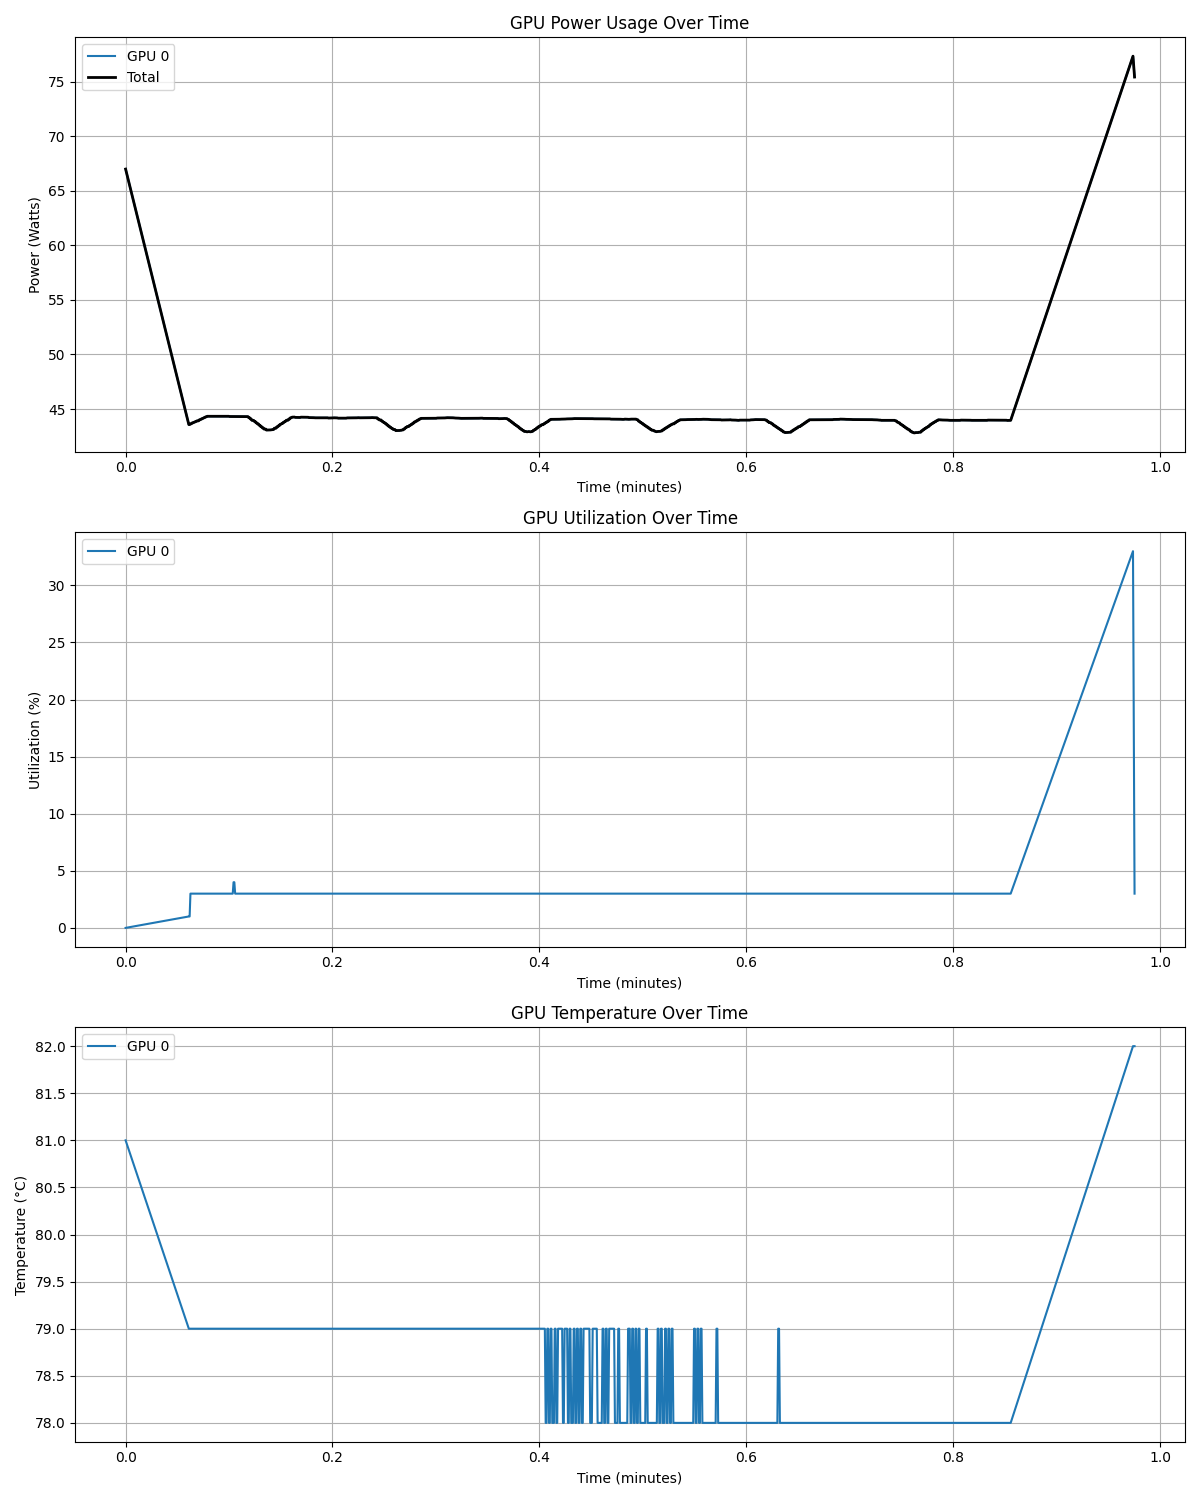 GPU Power Usage Over Time
GPU 0
Total
75
70
65
60
55
50
45
Power (Watts)
0.0 0.2 0.4 0.6 0.8 1.0
Time (minutes)
GPU Utilization Over Time
GPU 0
30
25
20
15
10
5
0
Utilization (%)
0.0 0.2 0.4 0.6 0.8 1.0
Time (minutes)
GPU Temperature Over Time
GPU 0
82.0
81.5
81.0
80.5
80.0
79.5
79.0
78.5
78.0
Temperature (°C)
0.0 0.2 0.4 0.6 0.8 1.0
Time (minutes)